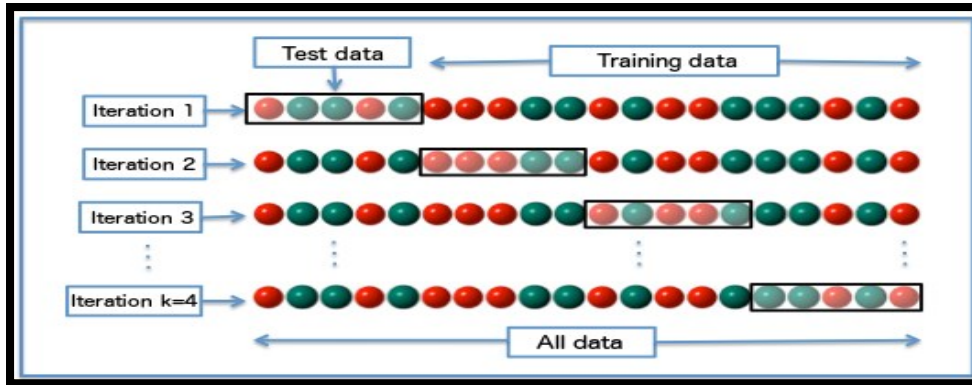 Test data
Training data
Iteration 1
Iteration 2
Iteration 3
Iteration k=4
All data